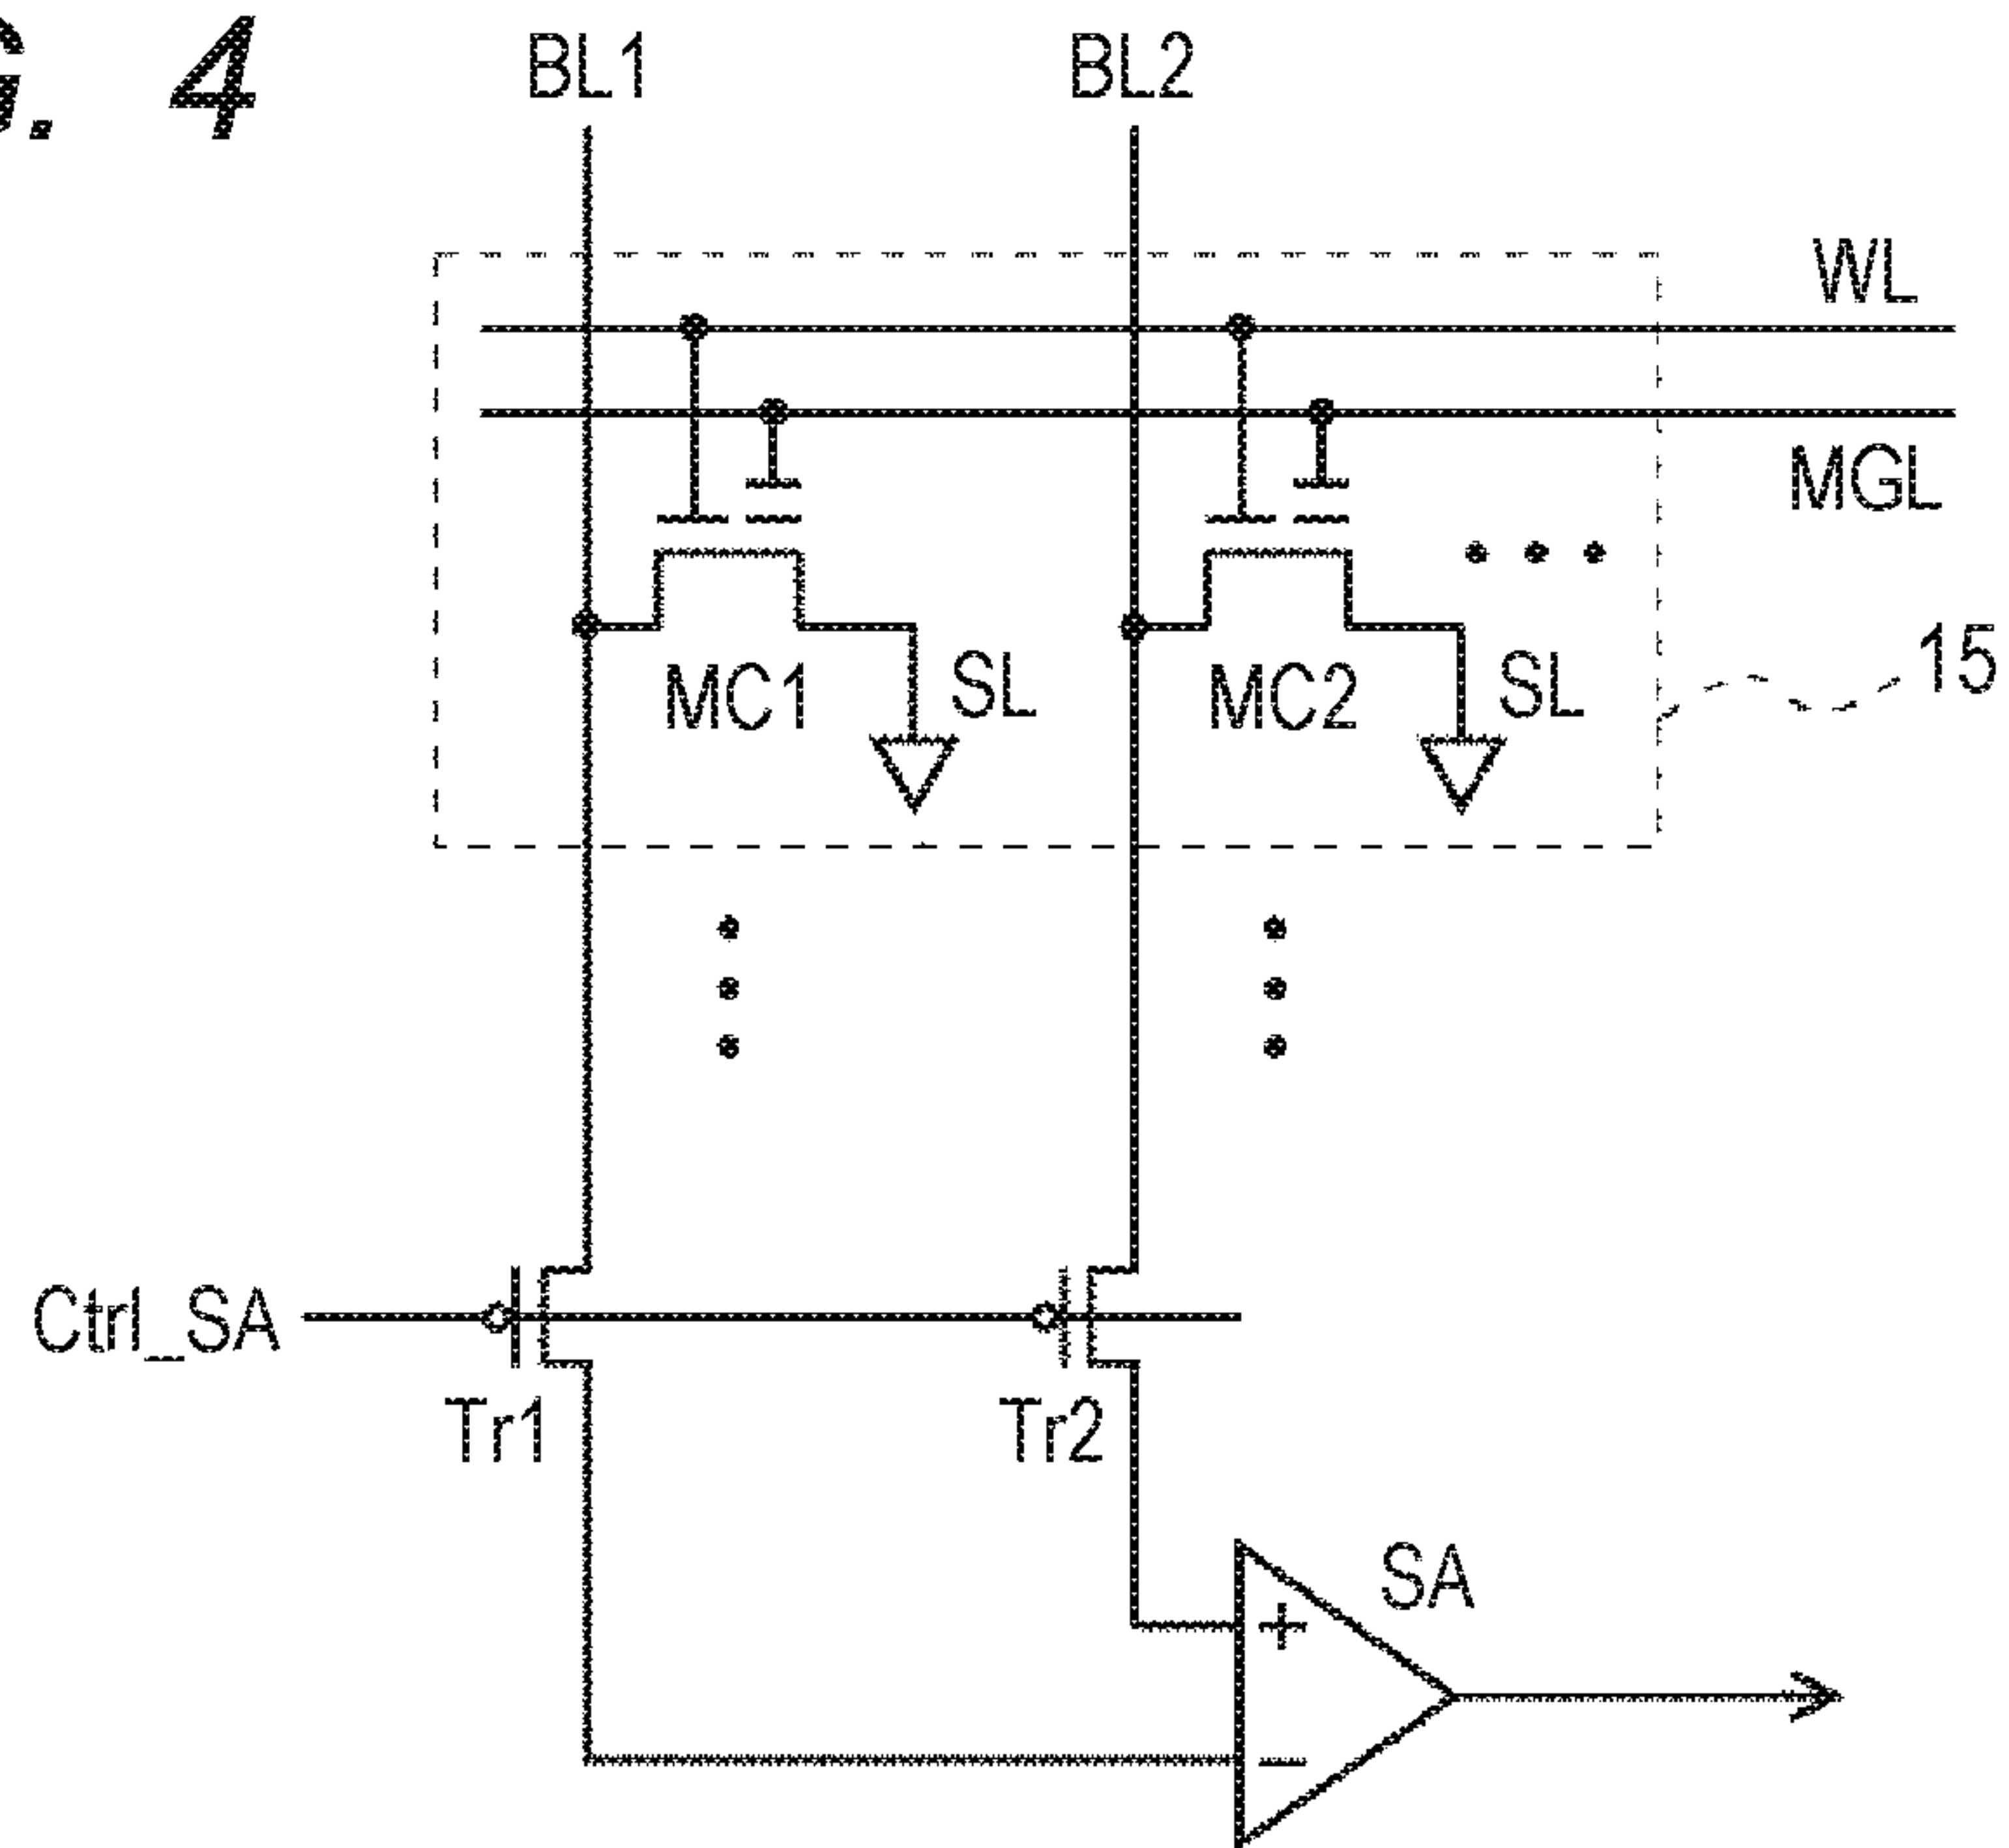 G. 4
BL1
BL2
WL
MGL
MC1
SL
MC2
SL
15
Ctrl_SA
Tr1
Tr2
SA
+
−